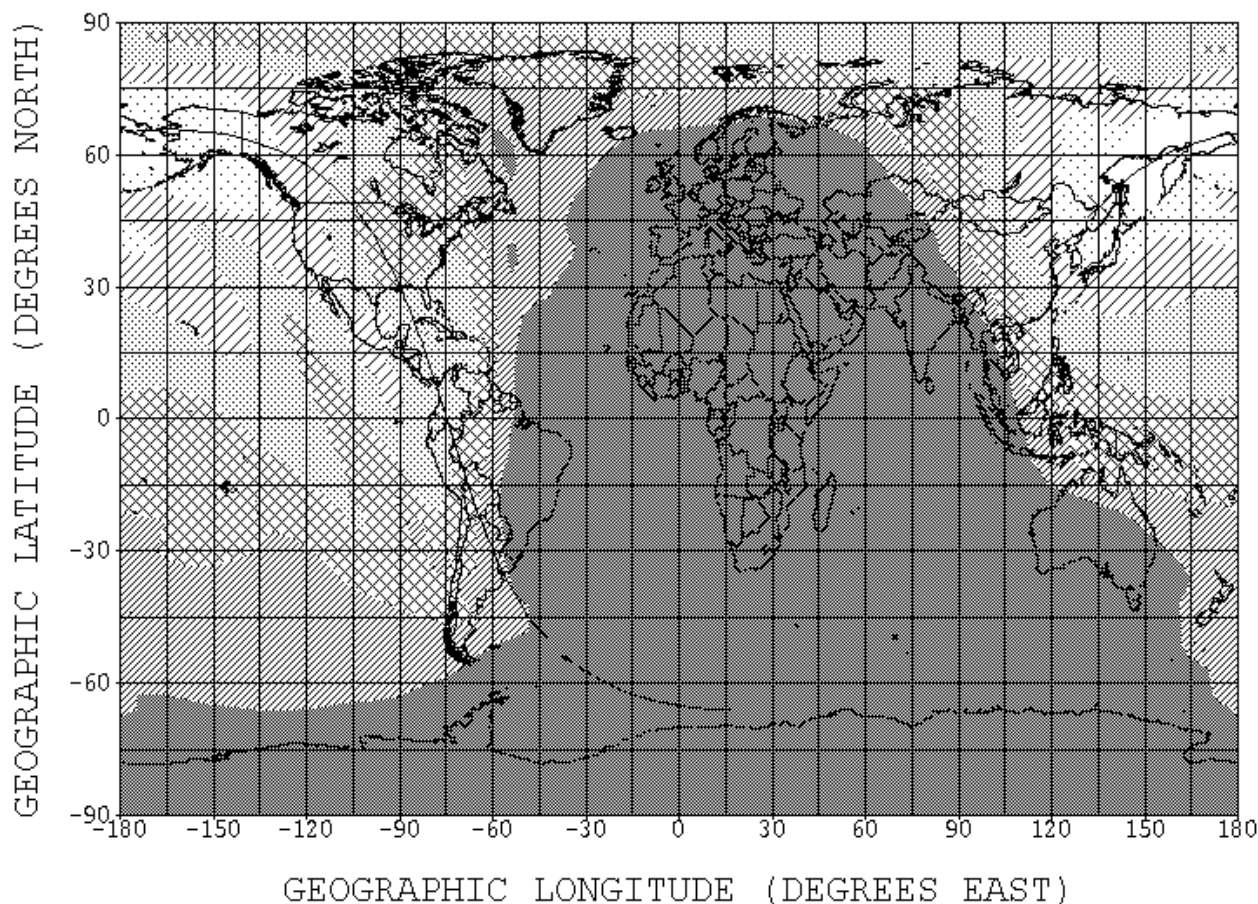 GEOGRAPHIC LATITUDE (DEGREES NORTH)
90
60
30
0
-30
-60
-90
-180 -150 -120 -90 -60 -30 0 30 60 90 120 150 180
GEOGRAPHIC LONGITUDE (DEGREES EAST)